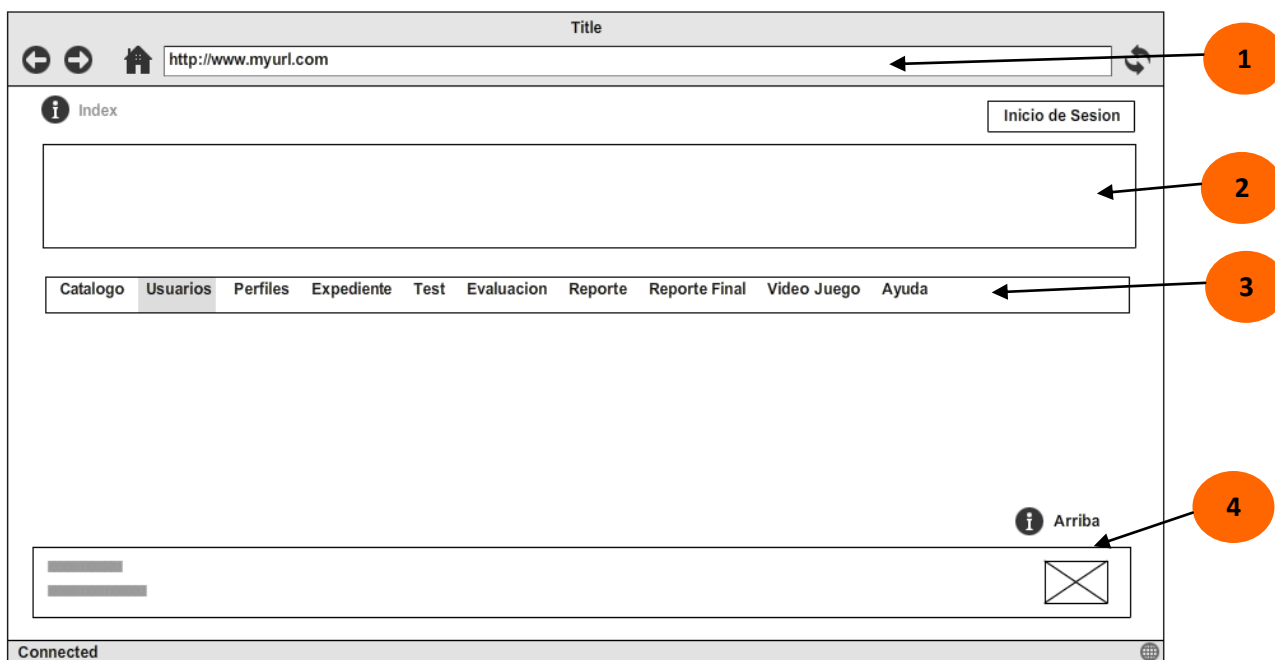 Title
http://www.myurl.com
1
Index
Inicio de Sesion
2
Catalogo Usuarios Perfiles Expediente Test Evaluacion Reporte Reporte Final Video Juego Ayuda
3
4
Arriba
Connected